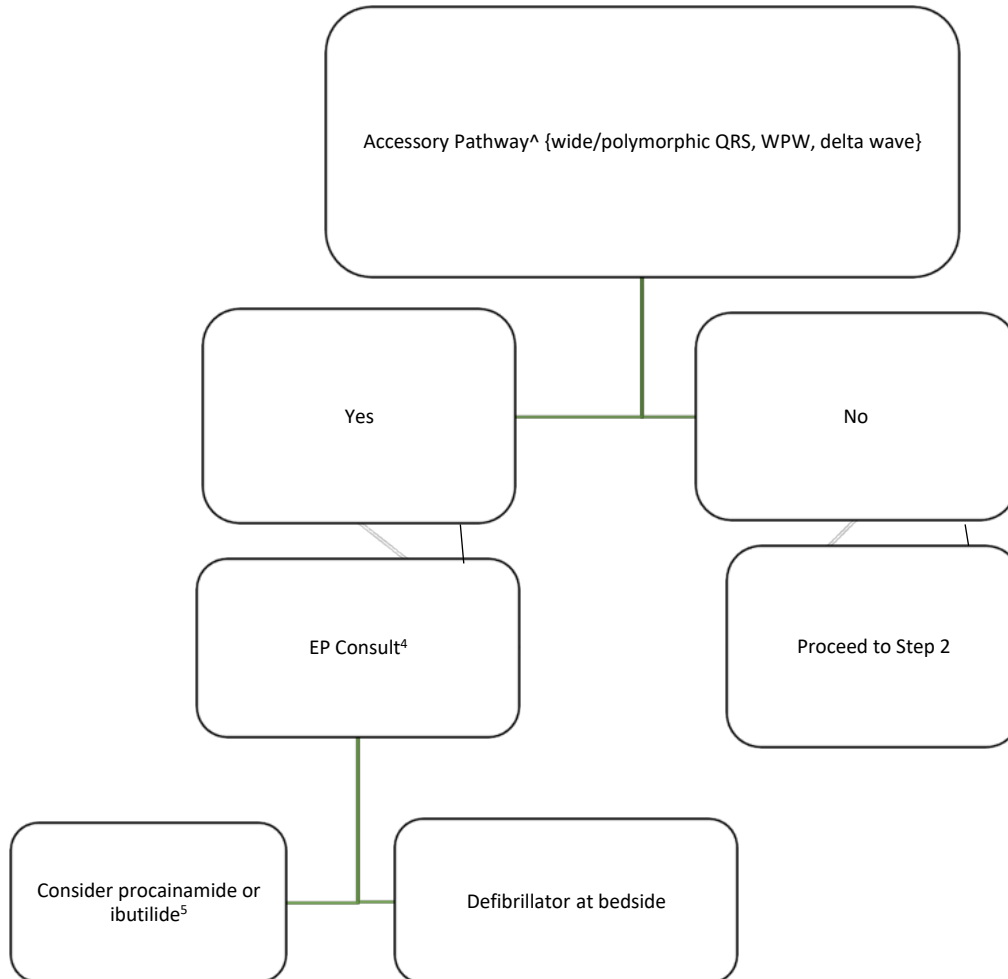 Accessory Pathway^ {wide/polymorphic QRS, WPW, delta wave}
Yes
No
EP Consult⁴
Proceed to Step 2
Consider procainamide or
ibutilide⁵
Defibrillator at bedside